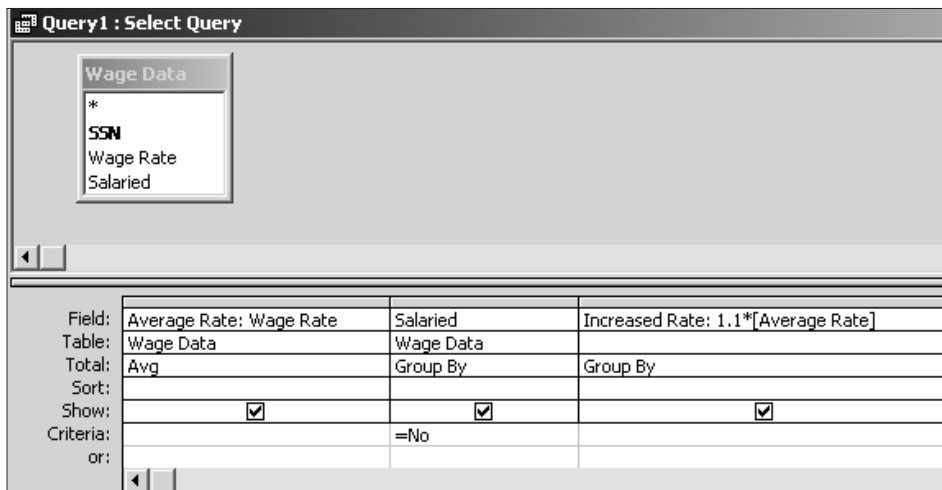 Query1 : Select Query
Wage Data
*
SSN
Wage Rate
Salaried
Field: Average Rate: Wage Rate Salaried Increased Rate: 1.1*[Average Rate]
Table: Wage Data Wage Data
Total: Avg Group By Group By
Sort:
Show:
Criteria: =No
or: